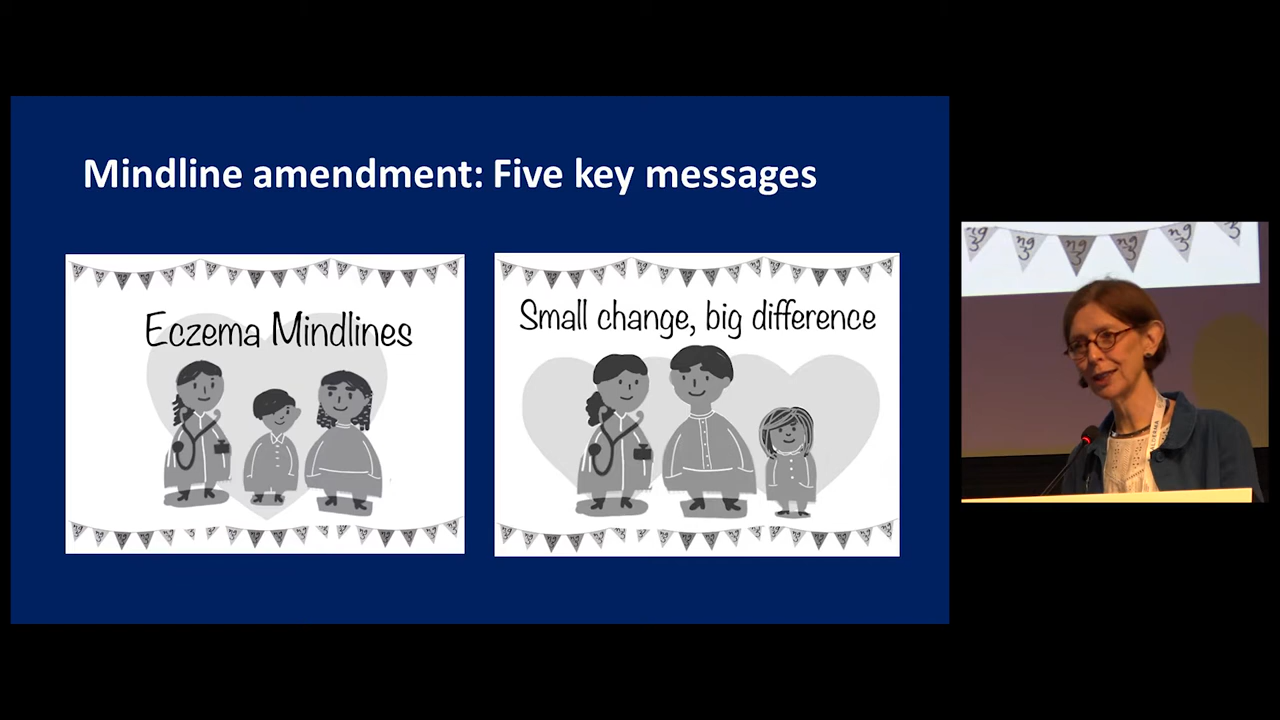 Mindline amendment: Five key messages
Eczema Mindlines
Small change, big difference